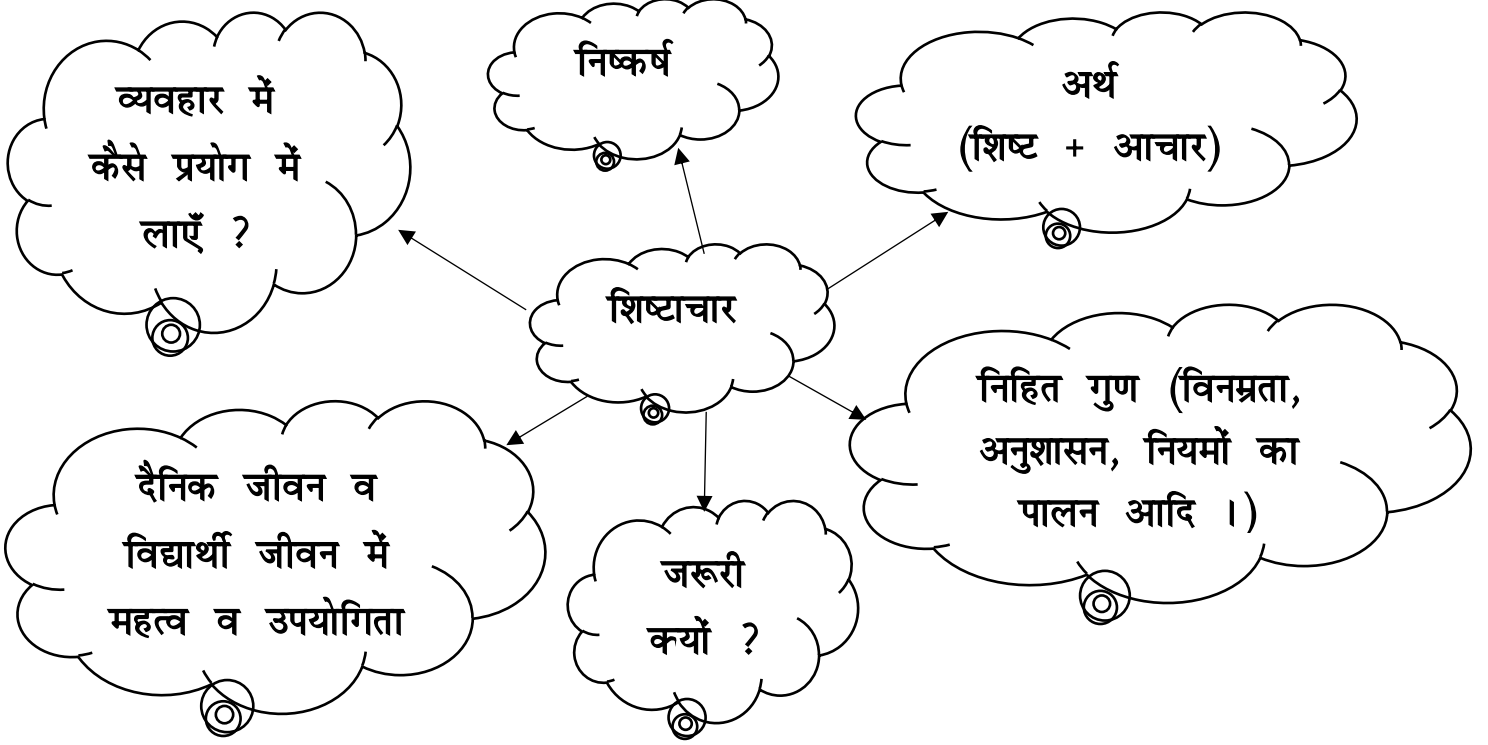 निष्कर्ष
अर्थ
(शिष्ट + आचार)
व्यवहार में
कैसे प्रयोग में
लाएँ ?
शिष्टाचार
निहित गुण (विनम्रता,
अनुशासन, नियमों का
पालन आदि ।)
दैनिक जीवन व
विद्यार्थी जीवन में
महत्व व उपयोगिता
जरूरी
क्यों ?